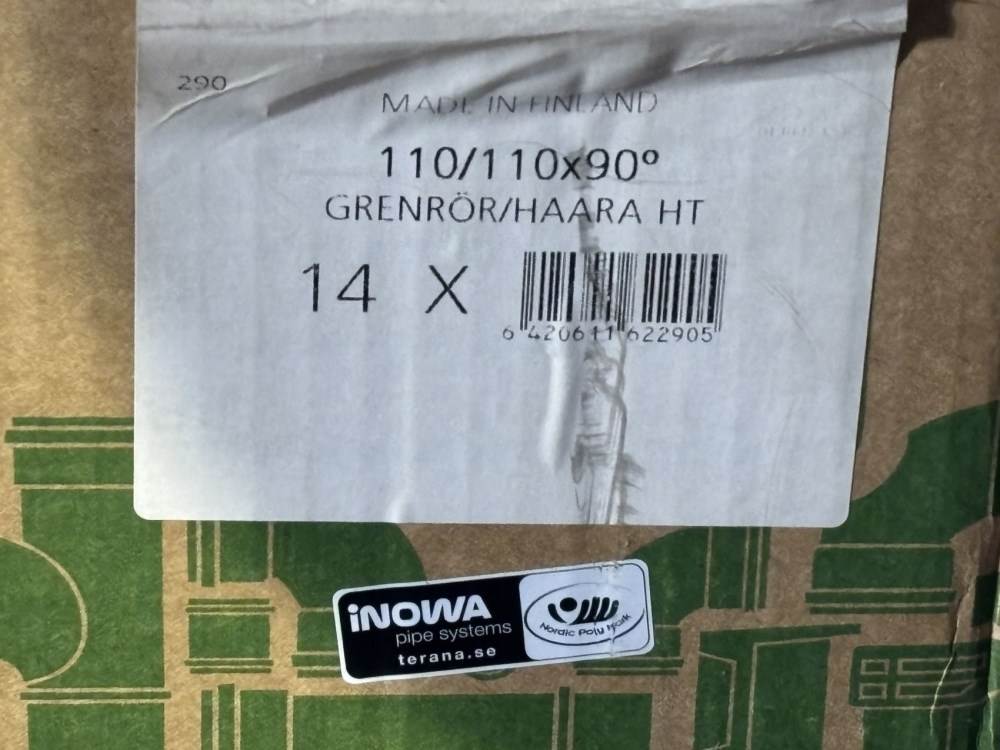 290
MADE IN FINLAND
110/110x90°
GRENRÖR/HAARA HT
14 X
6 420611 622905
iNOWA
pipe systems
terana.se
Nordic Poly Mark